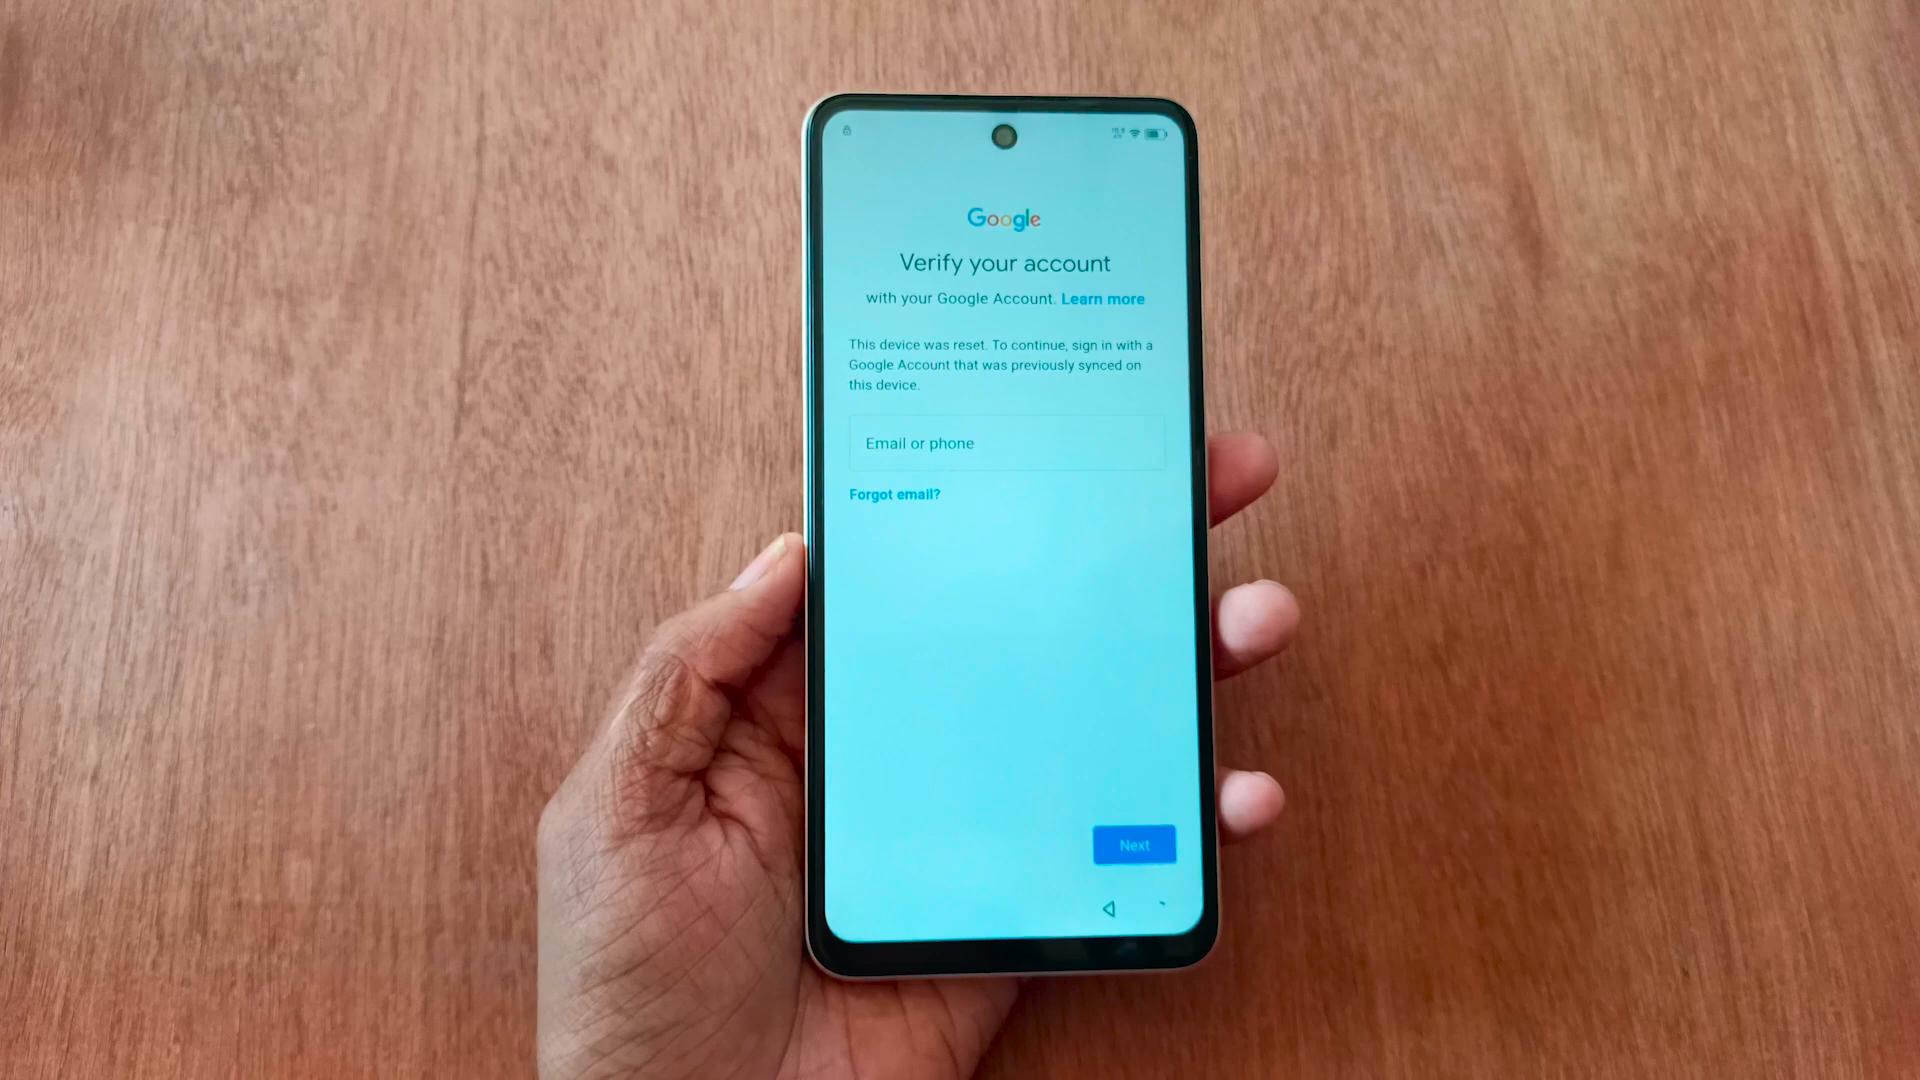 Google
Verify your account
with your Google Account. Learn more
This device was reset. To continue, sign in with a
Google Account that was previously synced on
this device.
Email or phone
Forgot email?
Next